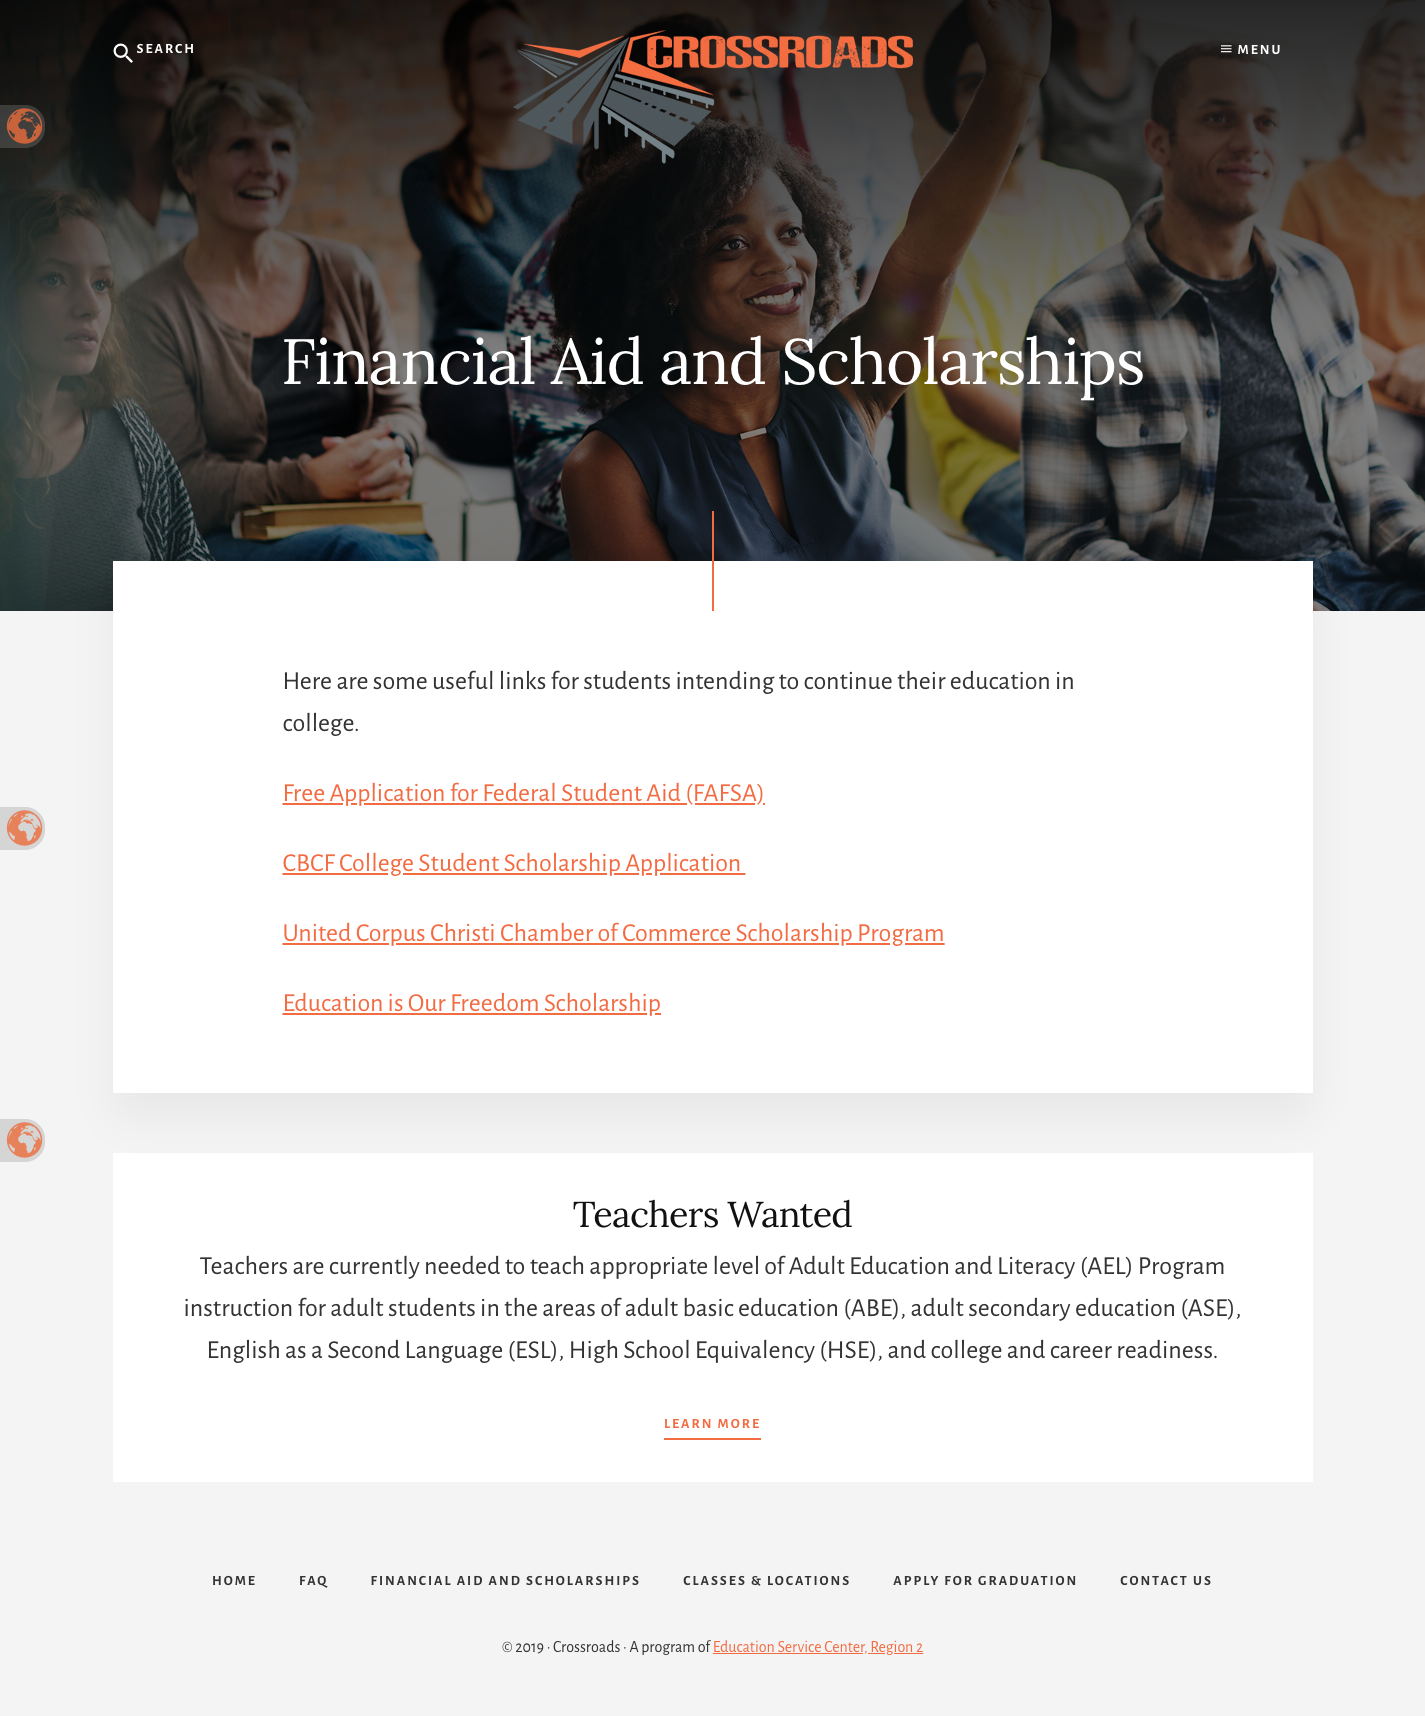 SEARCH
CROSSROADS
MENU
Financial Aid and Scholarships
Here are some useful links for students intending to continue their education in
college.
Free Application for Federal Student Aid (FAFSA)
CBCF College Student Scholarship Application
United Corpus Christi Chamber of Commerce Scholarship Program
Education is Our Freedom Scholarship
Teachers Wanted
Teachers are currently needed to teach appropriate level of Adult Education and Literacy (AEL) Program
instruction for adult students in the areas of adult basic education (ABE), adult secondary education (ASE),
English as a Second Language (ESL), High School Equivalency (HSE), and college and career readiness.
LEARN MORE
HOME FAQ FINANCIAL AID AND SCHOLARSHIPS CLASSES & LOCATIONS APPLY FOR GRADUATION CONTACT US
© 2019 · Crossroads · A program of Education Service Center, Region 2